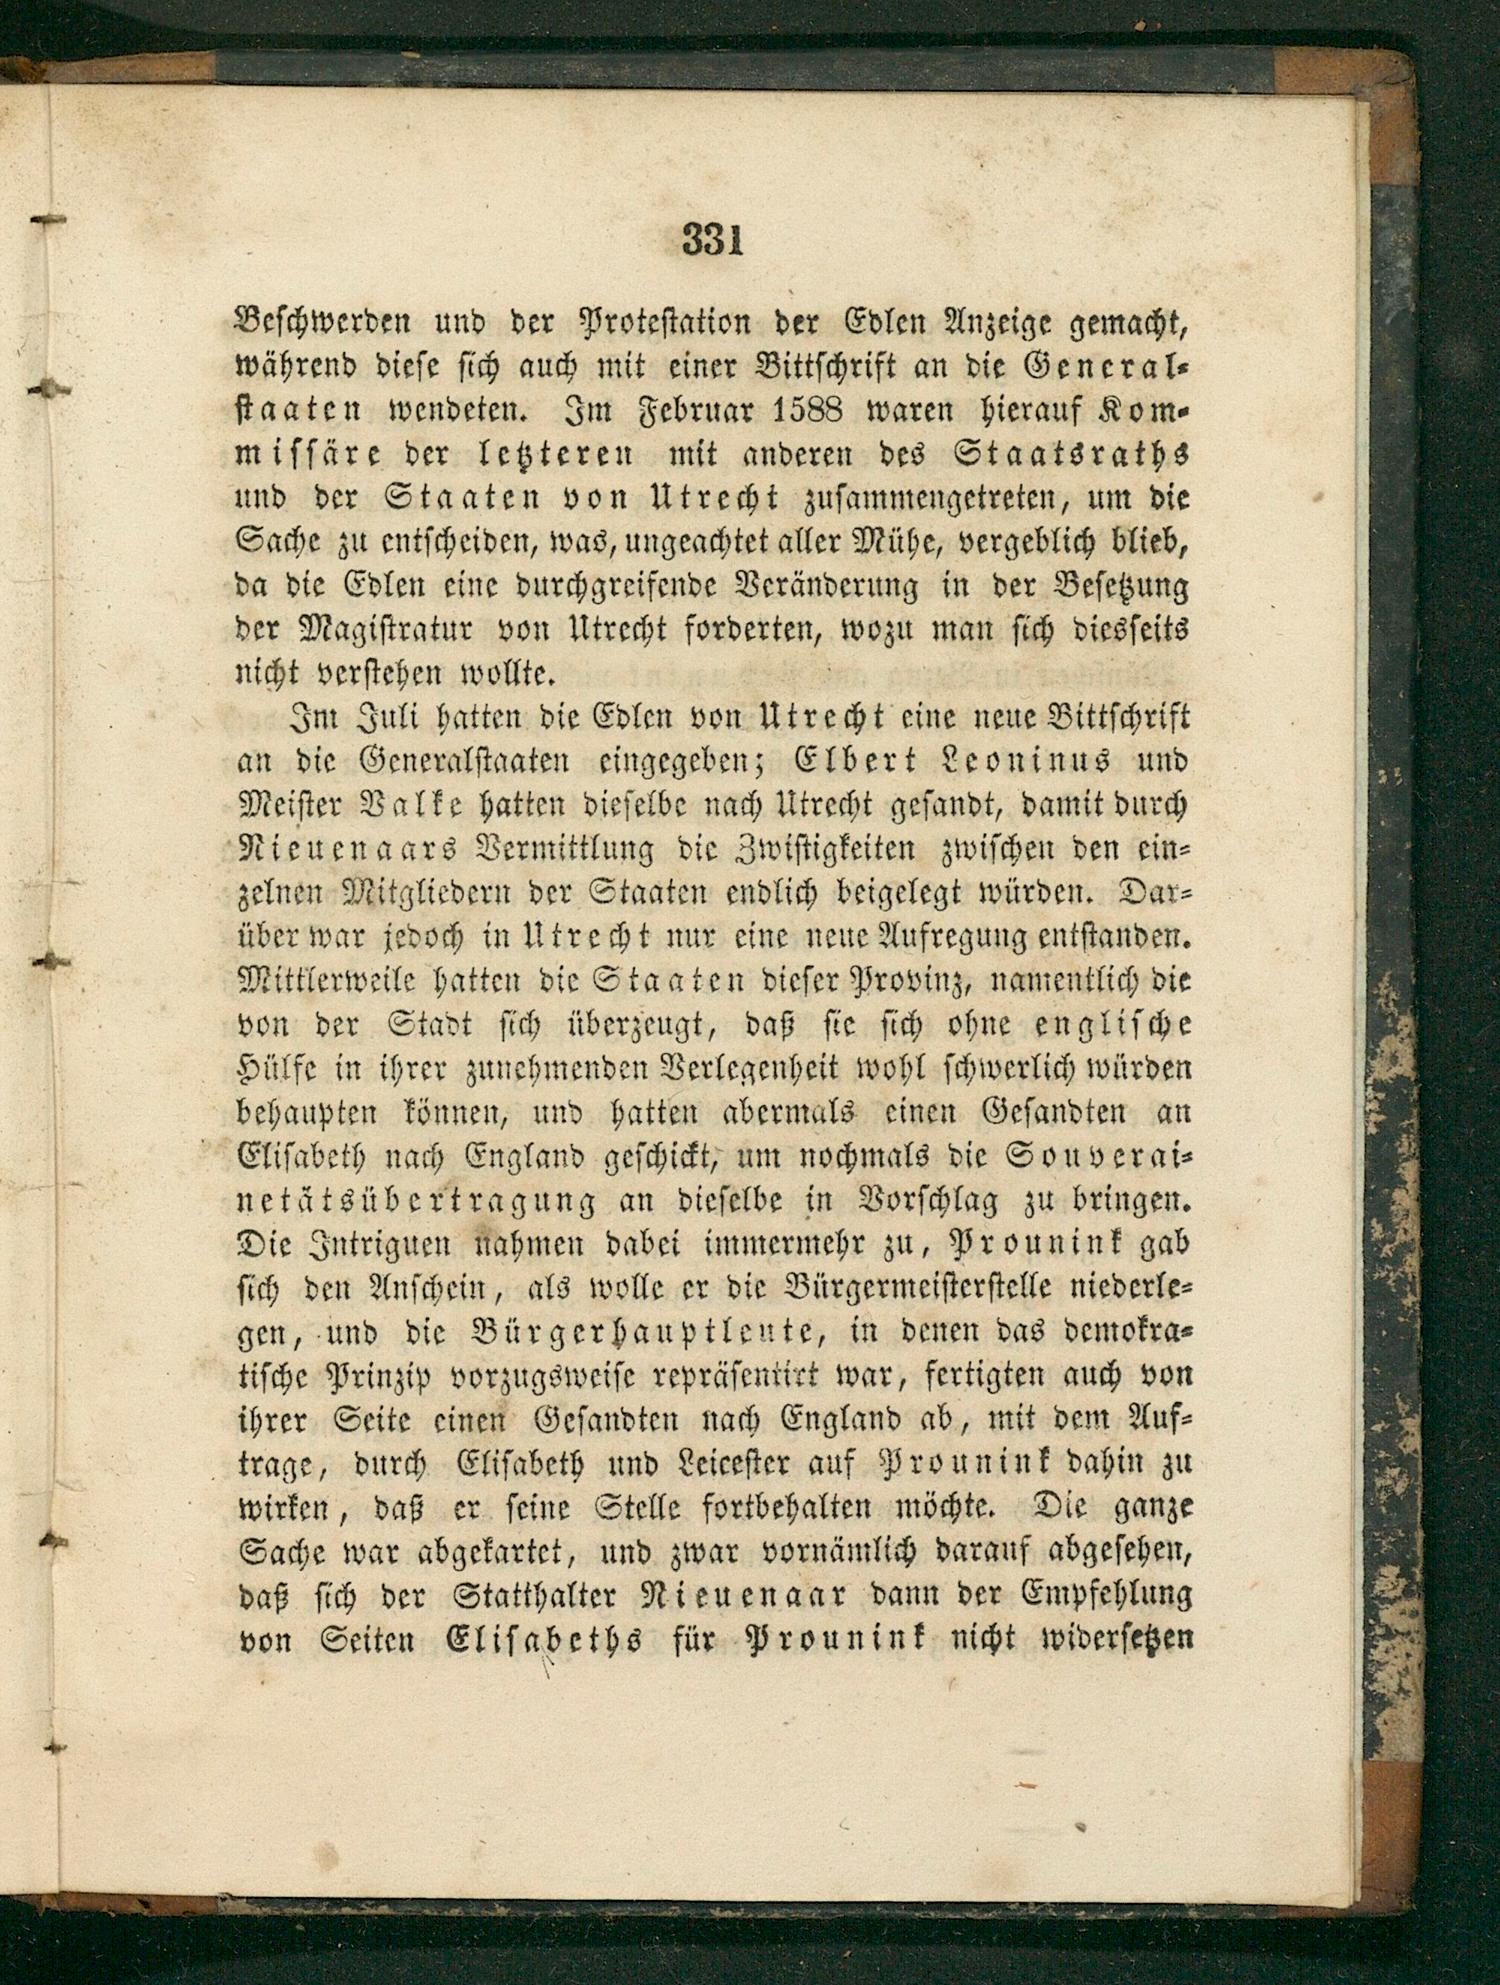 331
Beschwerden und der Protestation der Edlen Anzeige gemacht,
während diese sich auch mit einer Bittschrift an die General-
staaten wendeten. Im Februar 1588 waren hierauf Kom-
missäre der letzteren mit anderen des Staatsraths
und der Staaten von Utrecht zusammengetreten, um die
Sache zu entscheiden, was, ungeachtet aller Mühe, vergeblich blieb,
da die Edlen eine durchgreifende Veränderung in der Besetzung
der Magistratur von Utrecht forderten, wozu man sich diesseits
nicht verstehen wollte.
Im Juli hatten die Edlen von Utrecht eine neue Bittschrift
an die Generalstaaten eingegeben; Elbert Leoninus und
Meister Valke hatten dieselbe nach Utrecht gesandt, damit durch
Nieuenaars Vermittlung die Zwistigkeiten zwischen den ein-
zelnen Mitgliedern der Staaten endlich beigelegt würden. Dar-
über war jedoch in Utrecht nur eine neue Aufregung entstanden.
Mittlerweile hatten die Staaten dieser Provinz, namentlich die
von der Stadt sich überzeugt, daß sie sich ohne englische
Hülfe in ihrer zunehmenden Verlegenheit wohl schwerlich würden
behaupten können, und hatten abermals einen Gesandten an
Elisabeth nach England geschickt, um nochmals die Souverai-
netätsübertragung an dieselbe in Vorschlag zu bringen.
Die Intriguen nahmen dabei immermehr zu, Prounink gab
sich den Anschein, als wolle er die Bürgermeisterstelle niederle-
gen, und die Bürgerhauptleute, in denen das demokra-
tische Prinzip vorzugsweise repräsentirt war, fertigten auch von
ihrer Seite einen Gesandten nach England ab, mit dem Auf-
trage, durch Elisabeth und Leicester auf Prounink dahin zu
wirken, daß er seine Stelle fortbehalten möchte. Die ganze
Sache war abgekartet, und zwar vornämlich darauf abgesehen,
daß sich der Statthalter Nieuenaar dann der Empfehlung
von Seiten Elisabeths für Prounink nicht widersetzen